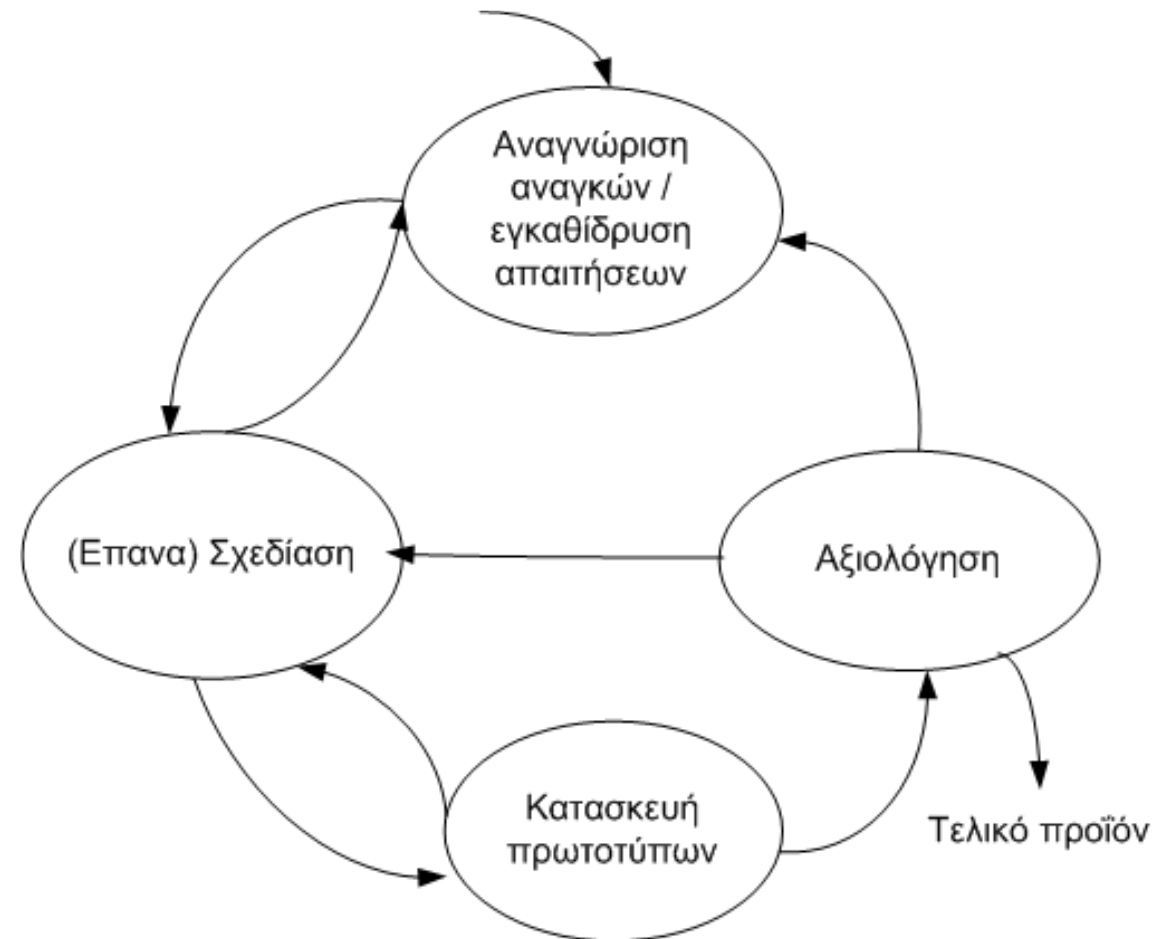 Αναγνώριση
αναγκών /
εγκαθίδρυση
απαιτήσεων
(Επανα) Σχεδίαση
Αξιολόγηση
Κατασκευή
πρωτοτύπων
Τελικό προϊόν